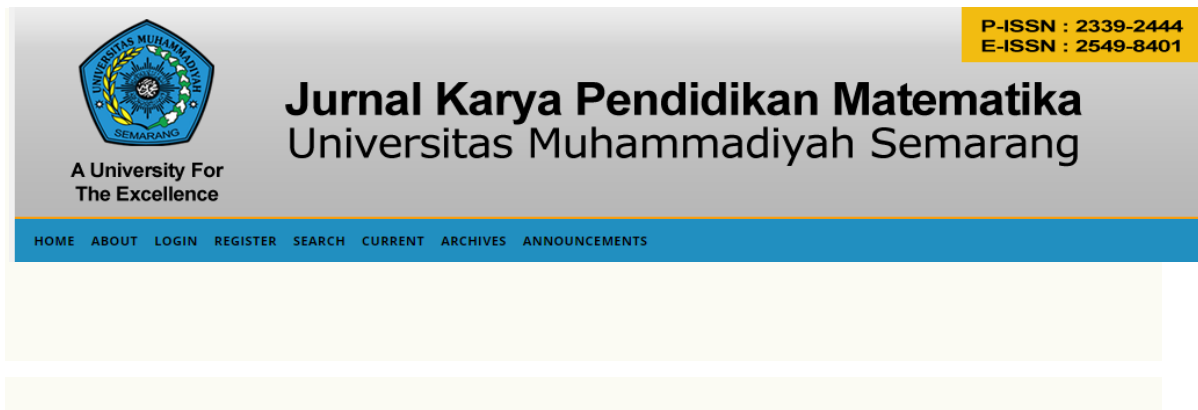 P-ISSN : 2339-2444
E-ISSN : 2549-8401
UNIVERSITAS MUHAMMADIYAH
SEMARANG
A University For
The Excellence
Jurnal Karya Pendidikan Matematika
Universitas Muhammadiyah Semarang
HOME ABOUT LOGIN REGISTER SEARCH CURRENT ARCHIVES ANNOUNCEMENTS